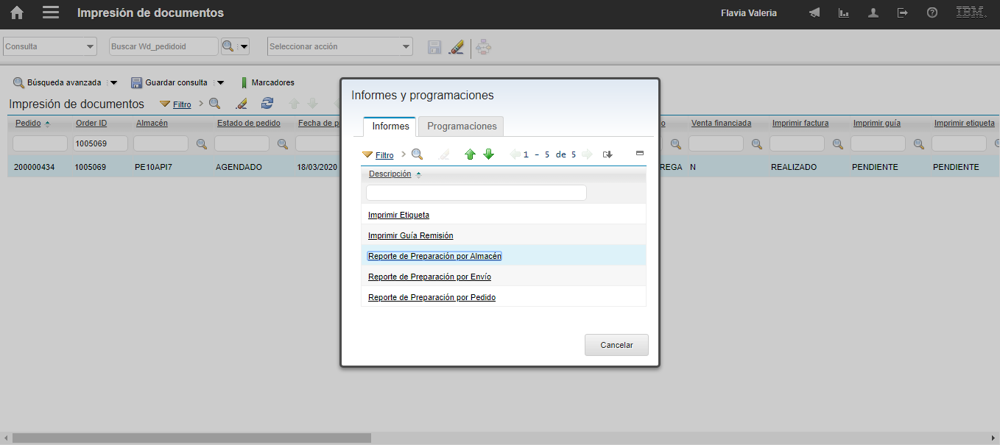 Impresión de documentos
Flavia Valeria
IBM.
Consulta
Buscar Wd_pedidoid
Seleccionar acción
Búsqueda avanzada
Guardar consulta
Marcadores
Impresión de documentos
Filtro
Pedido
Order ID
Almacén
Estado de pedido
Fecha de p
Venta financiada
Imprimir factura
Imprimir guía
Imprimir etiqueta
1005069
200000434
1005069
PE10API7
AGENDADO
18/03/2020
REGA
N
REALIZADO
PENDIENTE
PENDIENTE
Informes y programaciones
Informes
Programaciones
Filtro
1 - 5 de 5
Descripción
Imprimir Etiqueta
Imprimir Guía Remisión
Reporte de Preparación por Almacén
Reporte de Preparación por Envío
Reporte de Preparación por Pedido
Cancelar